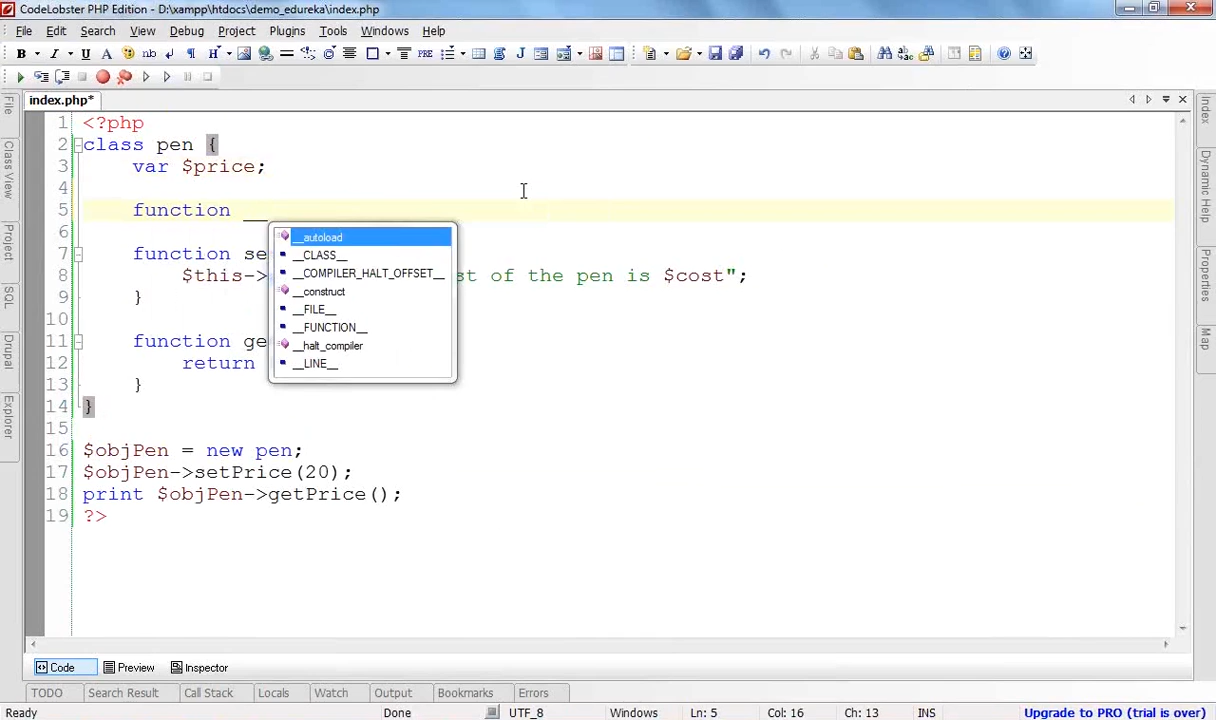 CodeLobster PHP Edition - D:\xampp\htdocs\demo_edureka\index.php
File Edit Search View Debug Project Plugins Tools Windows Help
index.php*
1 <?php
2 class pen {
3 var $price;
4
5 function __
6
7 function se
8 $this-> st of the pen is $cost";
9 }
10
11 function ge
12 return
13 }
14 }
15
16 $objPen = new pen;
17 $objPen->setPrice(20);
18 print $objPen->getPrice();
19 ?>
__autoload
__CLASS__
__COMPILER_HALT_OFFSET__
__construct
__FILE__
__FUNCTION__
__halt_compiler
__LINE__
File
Class View
Project
SQL
Drupal
Explorer
Index
Dynamic Help
Properties
Map
Code Preview Inspector
TODO Search Result Call Stack Locals Watch Output Bookmarks Errors
Ready Done UTF_8 Windows Ln: 5 Col: 16 Ch: 13 INS Upgrade to PRO (trial is over)